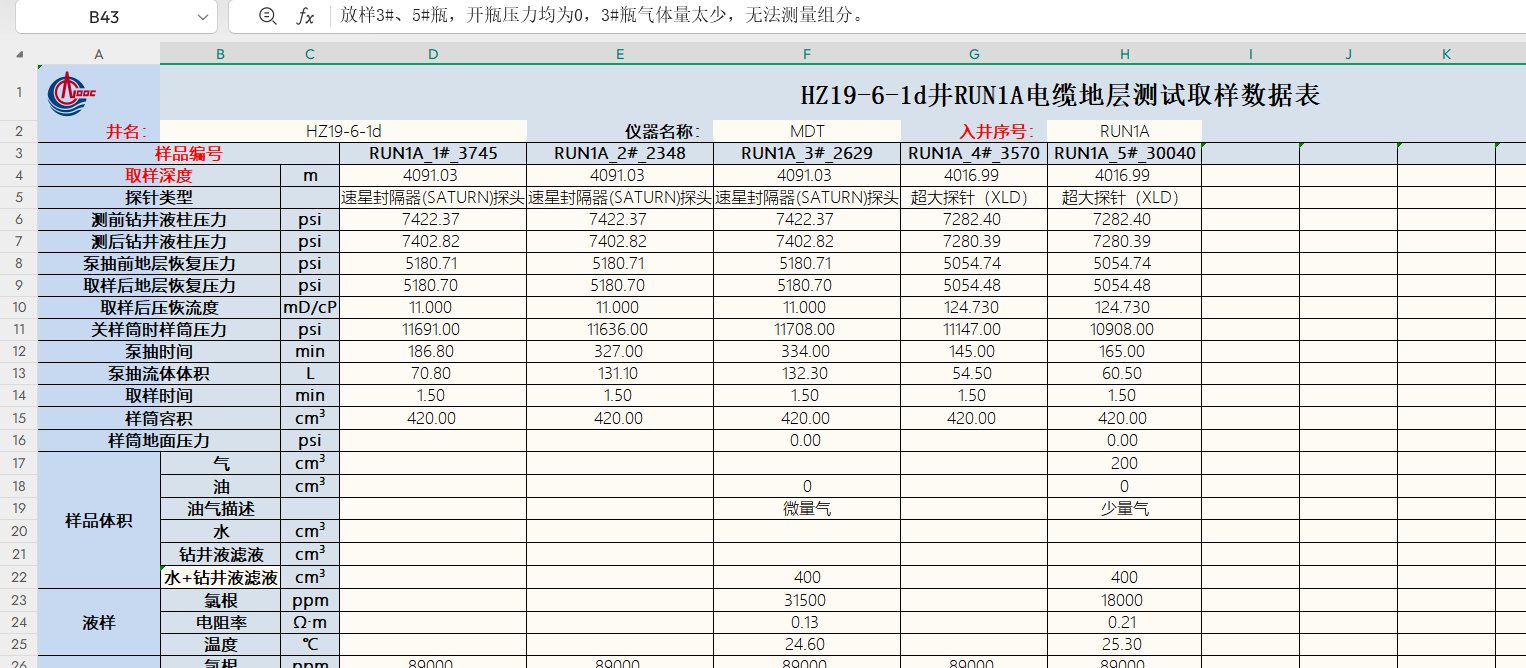 B43 fx 放样3#、5#瓶，开瓶压力均为0，3#瓶气体量太少，无法测量组分。
A B C D E F G H I J K
1 HZ19-6-1d井RUN1A电缆地层测试取样数据表
2 井名： HZ19-6-1d 仪器名称： MDT 入井序号： RUN1A
3 样品编号 RUN1A_1#_3745 RUN1A_2#_2348 RUN1A_3#_2629 RUN1A_4#_3570 RUN1A_5#_30040
4 取样深度 m 4091.03 4091.03 4091.03 4016.99 4016.99
5 探针类型 速星封隔器(SATURN)探头 速星封隔器(SATURN)探头 速星封隔器(SATURN)探头 超大探针（XLD） 超大探针（XLD）
6 测前钻井液柱压力 psi 7422.37 7422.37 7422.37 7282.40 7282.40
7 测后钻井液柱压力 psi 7402.82 7402.82 7402.82 7280.39 7280.39
8 泵抽前地层恢复压力 psi 5180.71 5180.71 5180.71 5054.74 5054.74
9 取样后地层恢复压力 psi 5180.70 5180.70 5180.70 5054.48 5054.48
10 取样后压恢流度 mD/cP 11.000 11.000 11.000 124.730 124.730
11 关样筒时样筒压力 psi 11691.00 11636.00 11708.00 11147.00 10908.00
12 泵抽时间 min 186.80 327.00 334.00 145.00 165.00
13 泵抽流体体积 L 70.80 131.10 132.30 54.50 60.50
14 取样时间 min 1.50 1.50 1.50 1.50 1.50
15 样筒容积 cm³ 420.00 420.00 420.00 420.00 420.00
16 样筒地面压力 psi 0.00 0.00
17 气 cm³ 200
18 油 cm³ 0 0
19 油气描述 微量气 少量气
样品体积
20 水 cm³
21 钻井液滤液 cm³
22 水+钻井液滤液 cm³ 400 400
23 氯根 ppm 31500 18000
24 液样 电阻率 Ω·m 0.13 0.21
25 温度 ℃ 24.60 25.30
26 氯根 ppm 89000 89000 89000 89000 89000